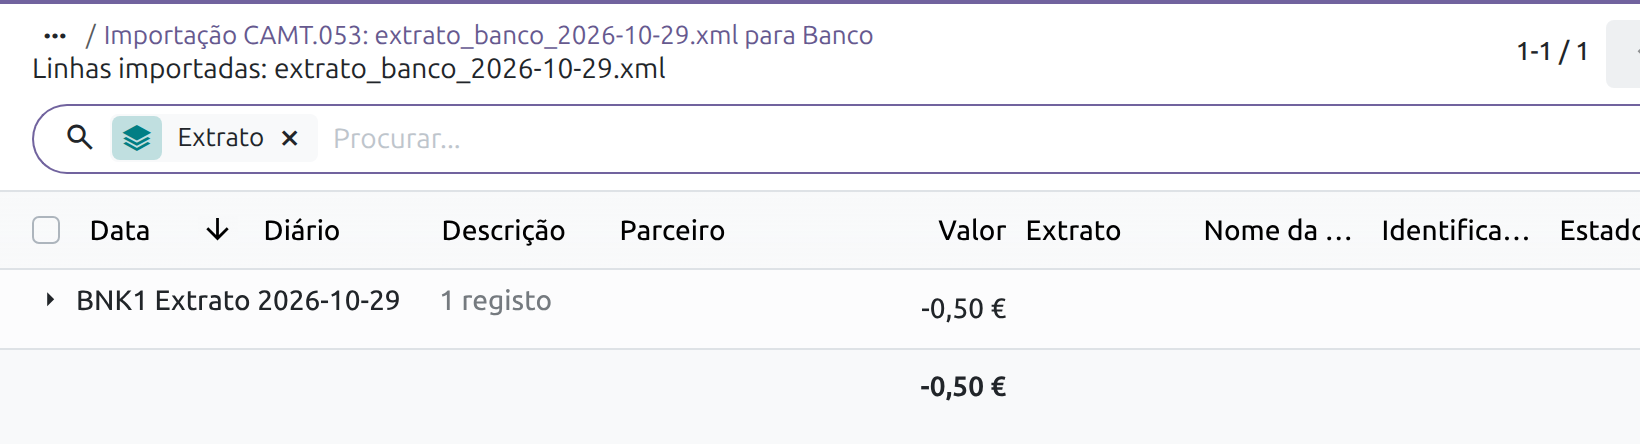 ... / Importação CAMT.053: extrato_banco_2026-10-29.xml para Banco
Linhas importadas: extrato_banco_2026-10-29.xml
1-1 / 1
Extrato × Procurar...
Data ↓ Diário Descrição Parceiro Valor Extrato Nome da ... Identifica... Estado
BNK1 Extrato 2026-10-29 1 registo -0,50 €
-0,50 €